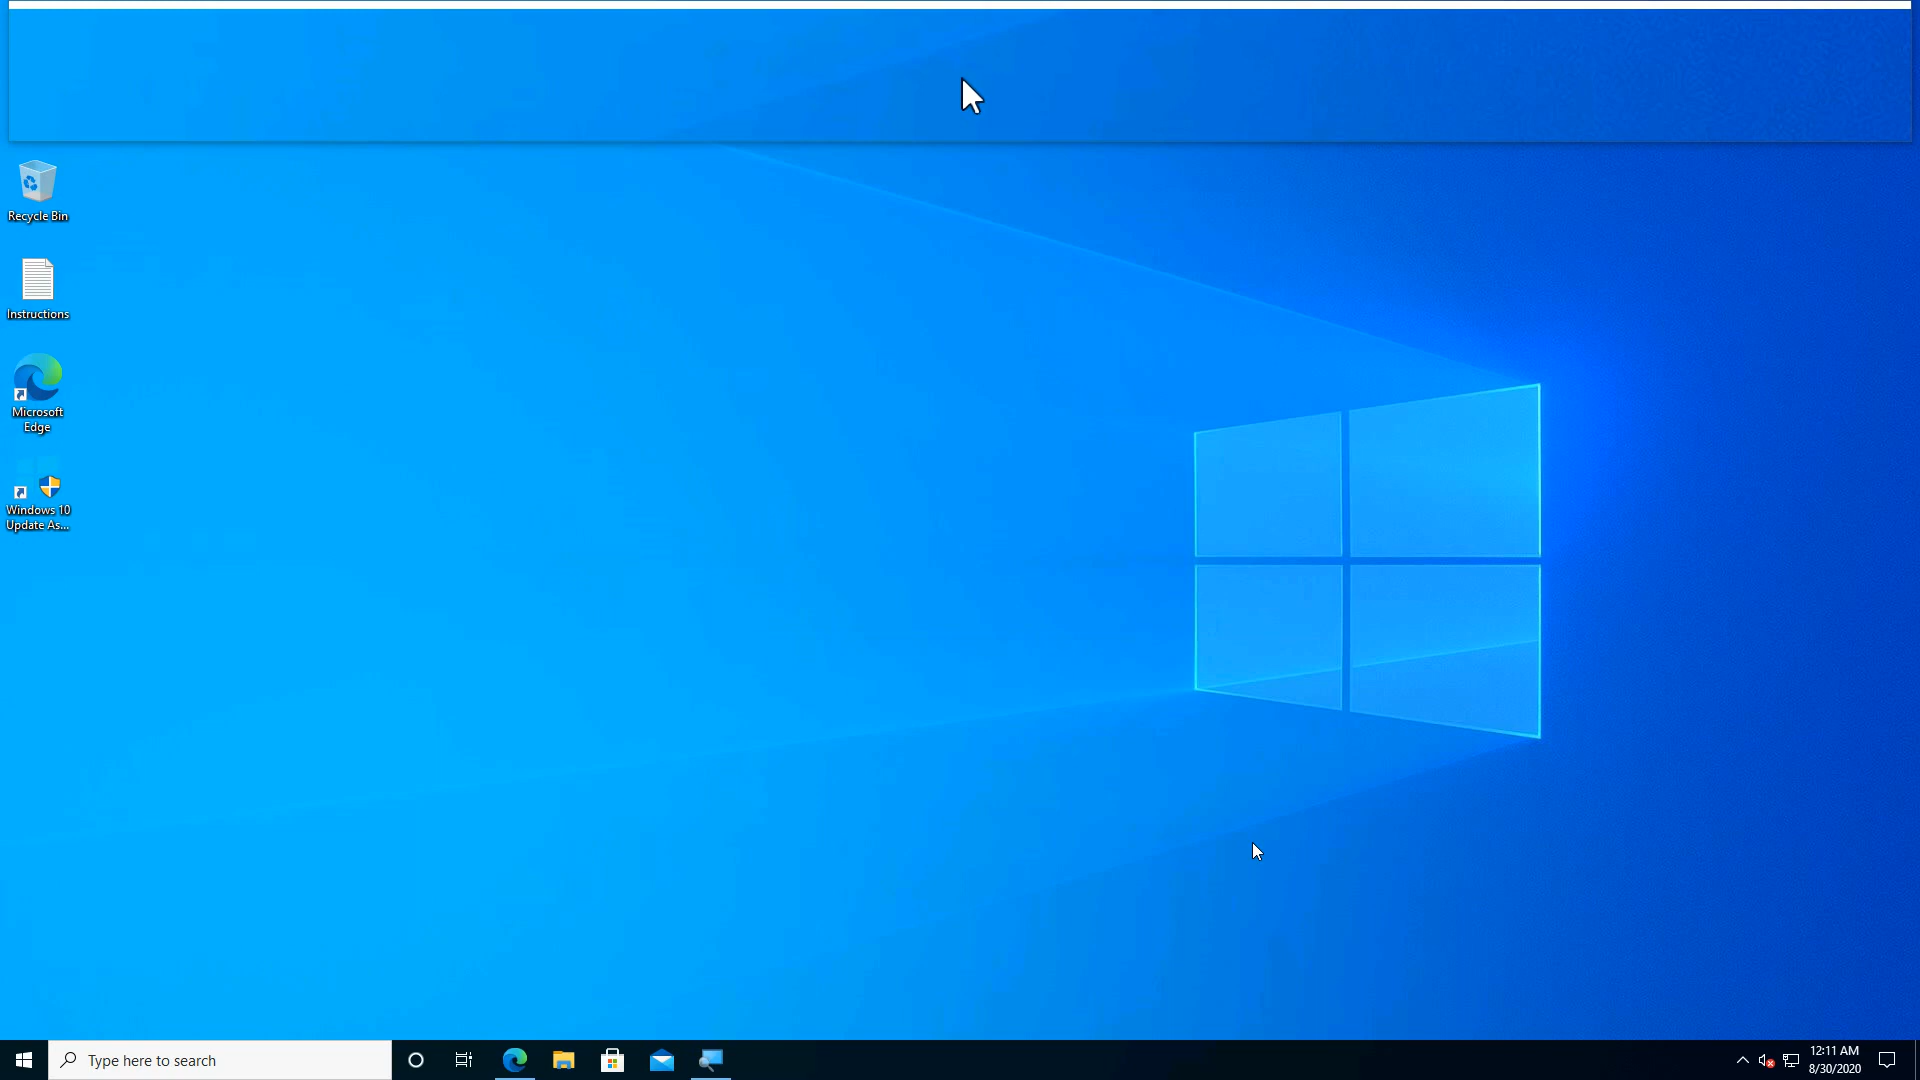 Recycle Bin
Instructions
Microsoft
Edge
Windows 10
Update As...
Type here to search
12:11 AM
8/30/2020